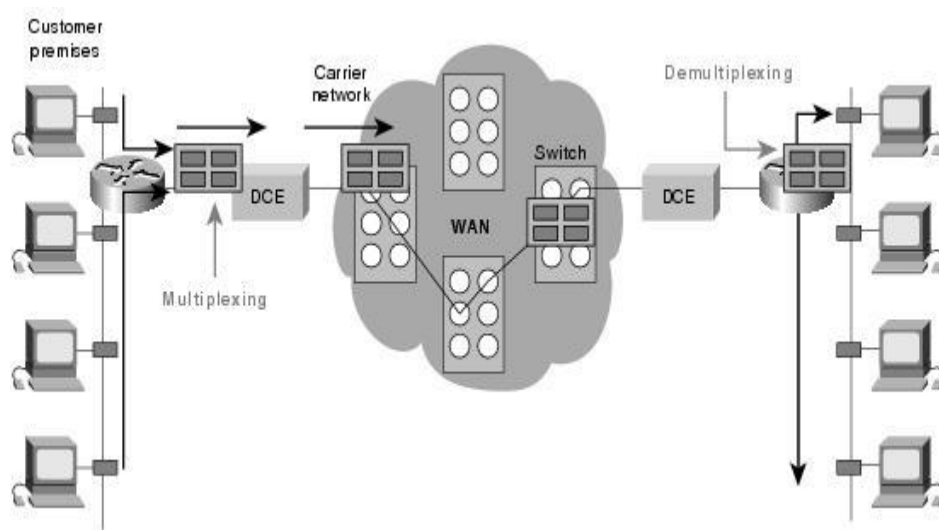 Customer
premises
Carrier
network
Demultiplexing
Switch
DCE
DCE
WAN
Multiplexing